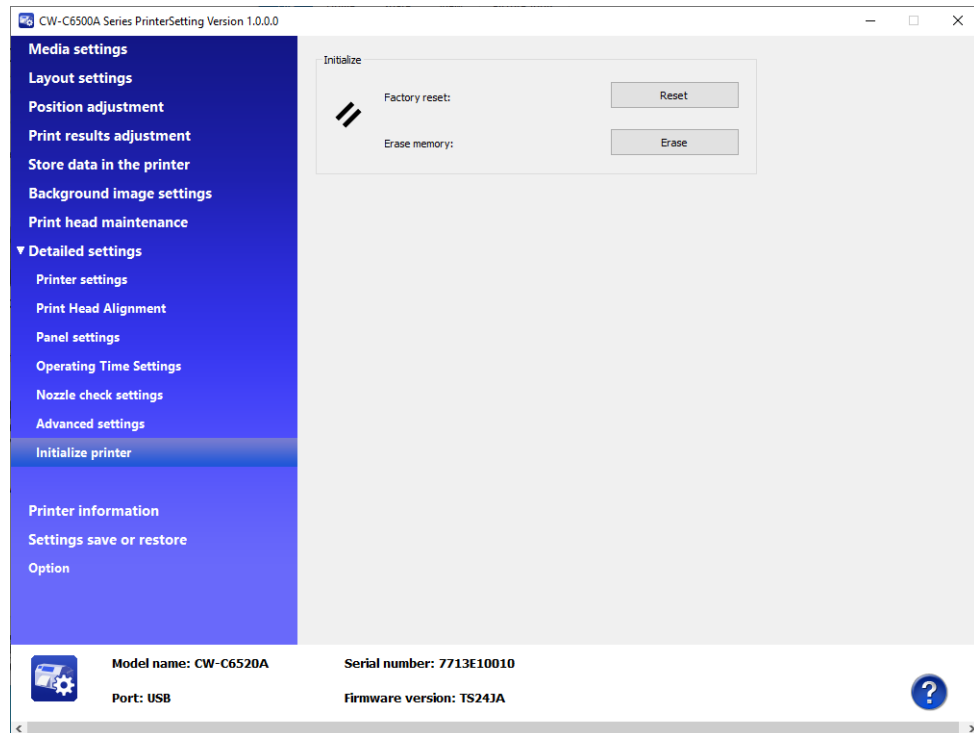 CW-C6500A Series PrinterSetting Version 1.0.0.0
Media settings
Layout settings
Position adjustment
Print results adjustment
Store data in the printer
Background image settings
Print head maintenance
▼ Detailed settings
Printer settings
Print Head Alignment
Panel settings
Operating Time Settings
Nozzle check settings
Advanced settings
Initialize printer
Printer information
Settings save or restore
Option
Initialize
Factory reset: Reset
Erase memory: Erase
Model name: CW-C6520A Serial number: 7713E10010
Port: USB Firmware version: TS24JA
?